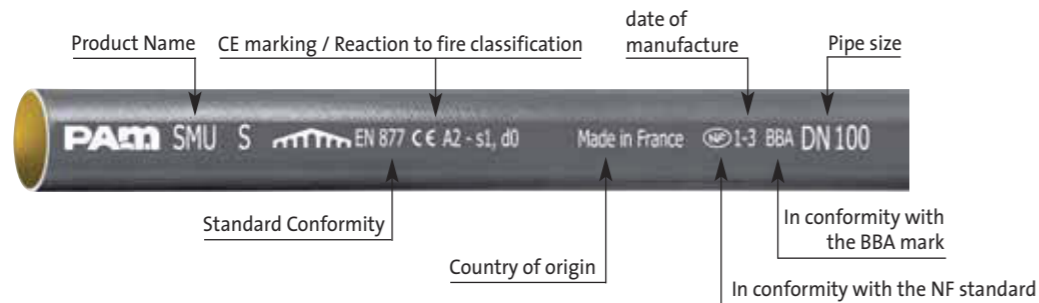 date of
manufacture
Product Name
CE marking / Reaction to fire classification
Pipe size
PAM SMU S EN 877 CE A2 - s1, d0 Made in France NF 1-3 BBA DN 100
Standard Conformity
Country of origin
In conformity with
the BBA mark
In conformity with the NF standard